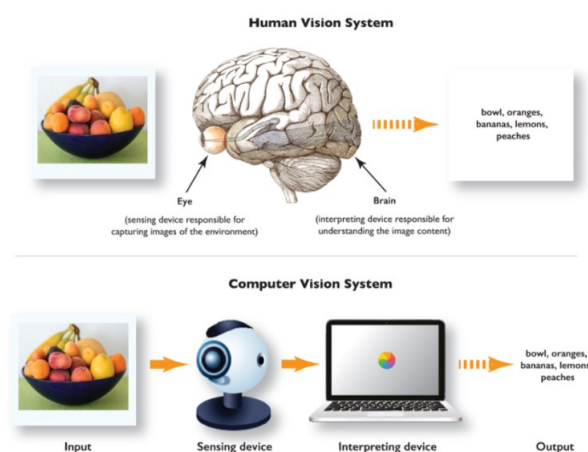 Human Vision System
bowl, oranges,
bananas, lemons,
peaches
Eye
(sensing device responsible for
capturing images of the environment)
Brain
(interpreting device responsible for
understanding the image content)
Computer Vision System
bowl, oranges,
bananas, lemons
peaches
Input
Sensing device
Interpreting device
Output